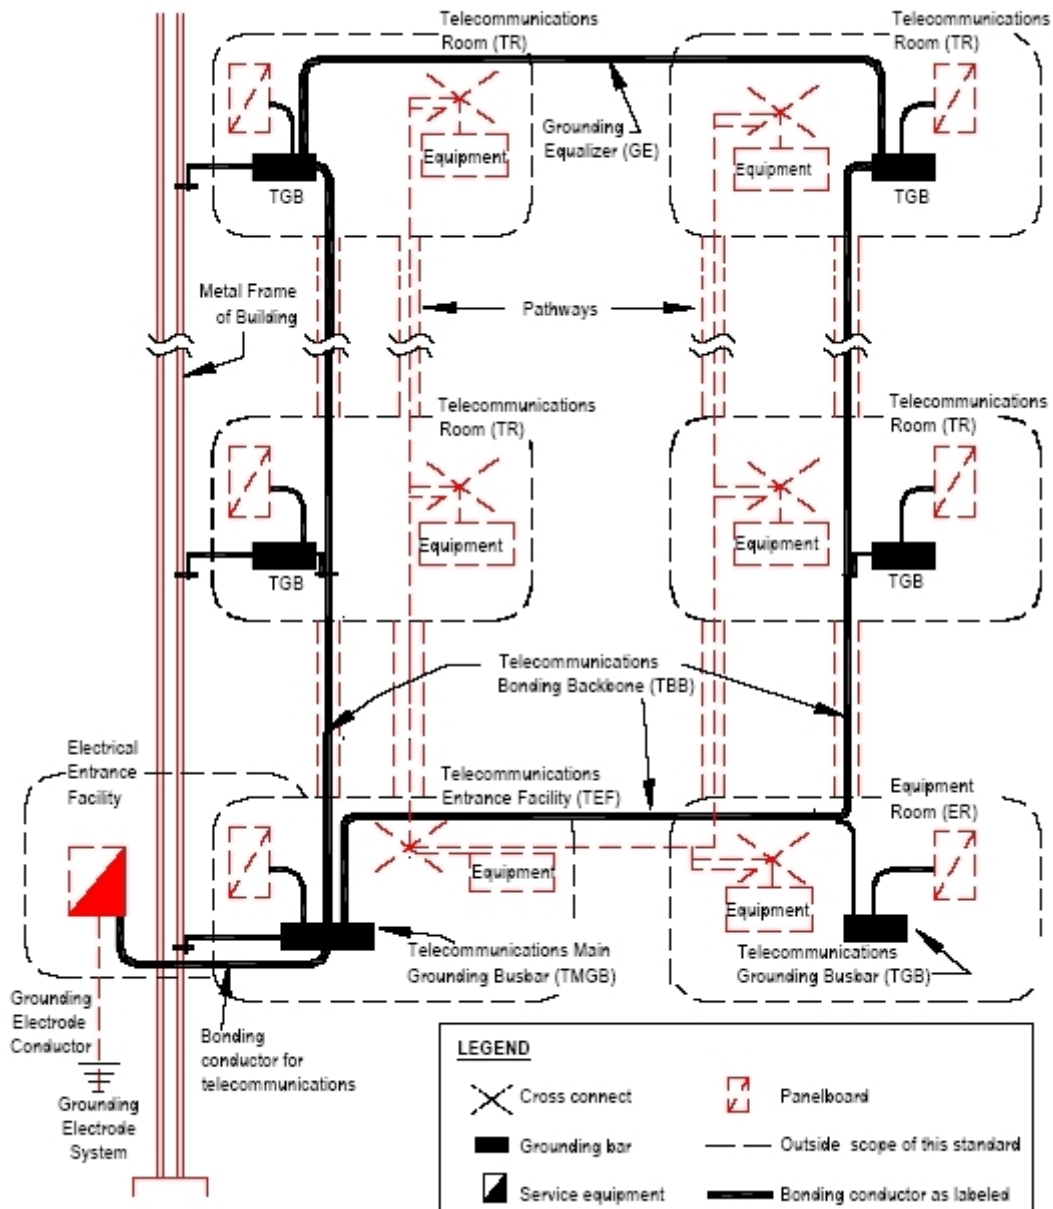 Telecommunications
Room (TR)
Telecommunications
Room (TR)
Grounding
Equalizer (GE)
Equipment
Equipment
TGB
TGB
Metal Frame
of Building
Pathways
Telecommunications
Room (TR)
Telecommunications
Room (TR)
Equipment
Equipment
TGB
TGB
Telecommunications
Bonding Backbone (TBB)
Electrical
Entrance
Facility
Telecommunications
Entrance Facility (TEF)
Equipment
Room (ER)
Equipment
Equipment
Telecommunications Main
Grounding Busbar (TMGB)
Telecommunications
Grounding Busbar (TGB)
Grounding
Electrode
Conductor
Bonding
conductor for
telecommunications
Grounding
Electrode
System
LEGEND
Cross connect
Panelboard
Grounding bar
Outside scope of this standard
Service equipment
Bonding conductor as labeled